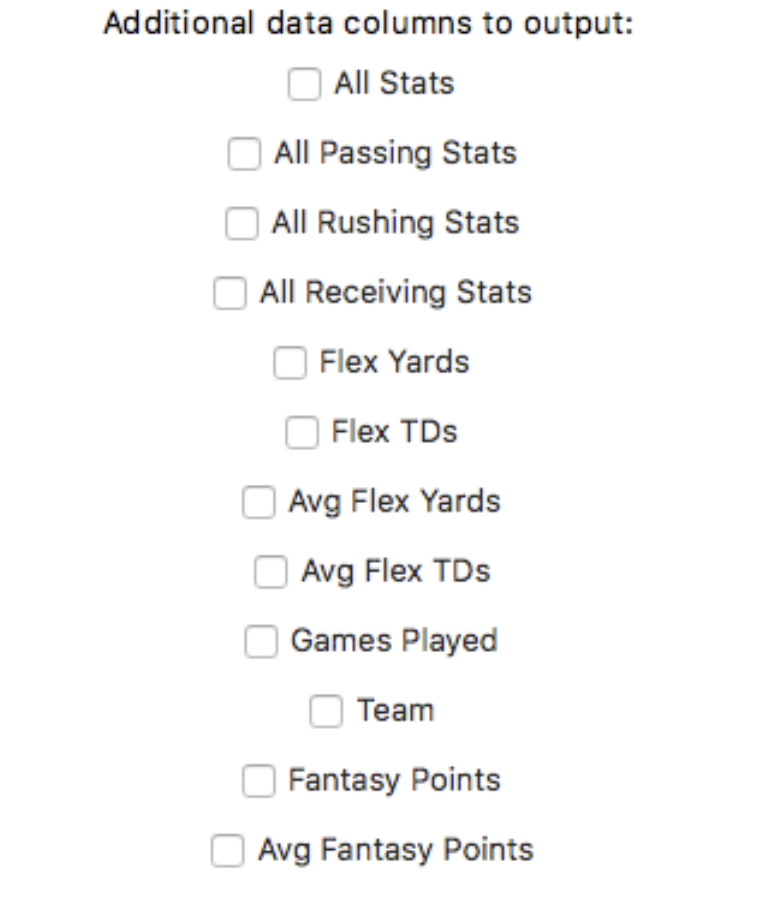 Additional data columns to output:
All Stats
All Passing Stats
All Rushing Stats
All Receiving Stats
Flex Yards
Flex TDs
Avg Flex Yards
Avg Flex TDs
Games Played
Team
Fantasy Points
Avg Fantasy Points